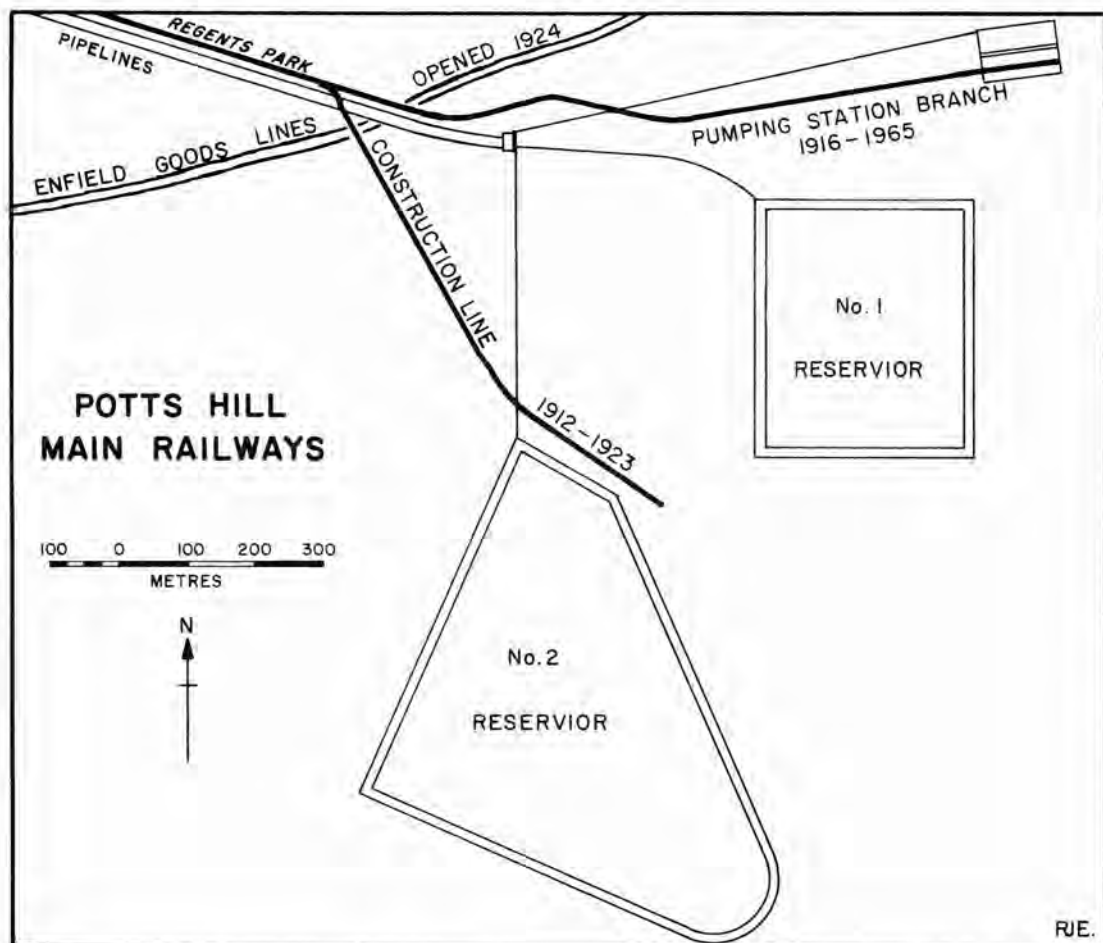 REGENTS PARK
PIPELINES
OPENED 1924
ENFIELD GOODS LINES
CONSTRUCTION LINE
1912-1923
PUMPING STATION BRANCH
1916-1965
No. 1
RESERVIOR
POTTS HILL
MAIN RAILWAYS
100 0 100 200 300
METRES
N
No. 2
RESERVIOR
RJE.